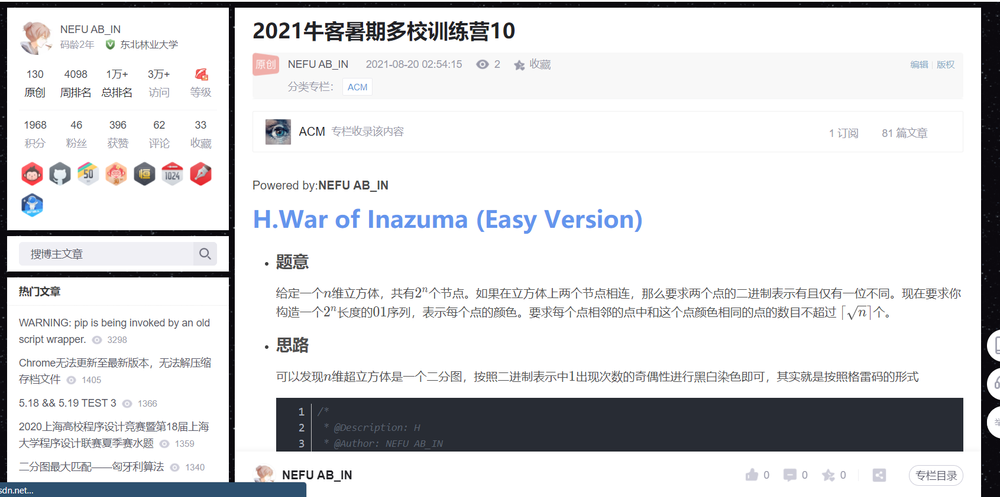 NEFU AB_IN
码龄2年 东北林业大学
130 4098 1万+ 3万+
原创 周排名 总排名 访问 等级
1968 46 396 62 33
积分 粉丝 获赞 评论 收藏
50 30 恒 1024
搜博主文章
热门文章
WARNING: pip is being invoked by an old
script wrapper. 3298
Chrome无法更新至最新版本，无法解压缩
存档文件 1405
5.18 && 5.19 TEST 3 1366
2020上海高校程序设计竞赛暨第18届上海
大学程序设计联赛夏季赛水题 1359
二分图最大匹配——匈牙利算法 1340
sdn.net...
2021牛客暑期多校训练营10
原创 NEFU AB_IN 2021-08-20 02:54:15 2 收藏 编辑 版权
分类专栏： ACM
ACM 专栏收录该内容 1 订阅 81 篇文章
Powered by:NEFU AB_IN
H.War of Inazuma (Easy Version)
题意
给定一个n维立方体，共有2^n个节点。如果在立方体上两个节点相连，那么要求两个点的二进制表示有且仅有一位不同。现在要求你
构造一个2^n长度的01序列，表示每个点的颜色。要求每个点相邻的点中和这个点颜色相同的点的数目不超过⌈√n⌉个。
思路
可以发现n维超立方体是一个二分图，按照二进制表示中1出现次数的奇偶性进行黑白染色即可，其实就是按照格雷码的形式
1 /*
2 * @Description: H
3 * @Author: NEFU AB_IN
NEFU AB_IN 0 0 0 专栏目录